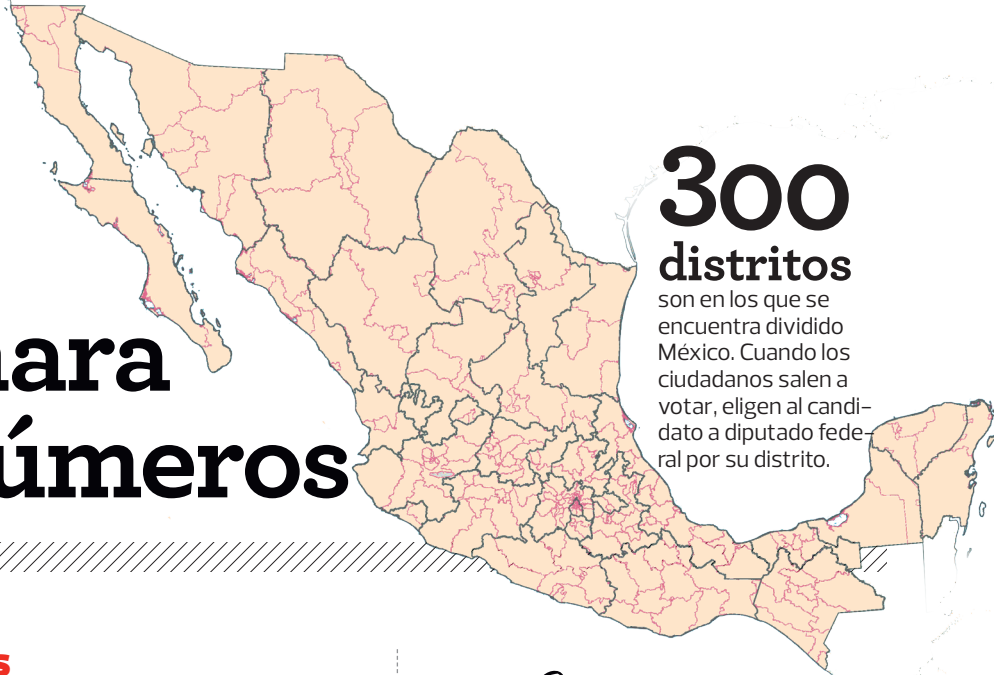 300
distritos
son en los que se
encuentra dividido
México. Cuando los
ciudadanos salen a
votar, eligen al candi-
dato a diputado fede-
ral por su distrito.
ara
úmeros
s